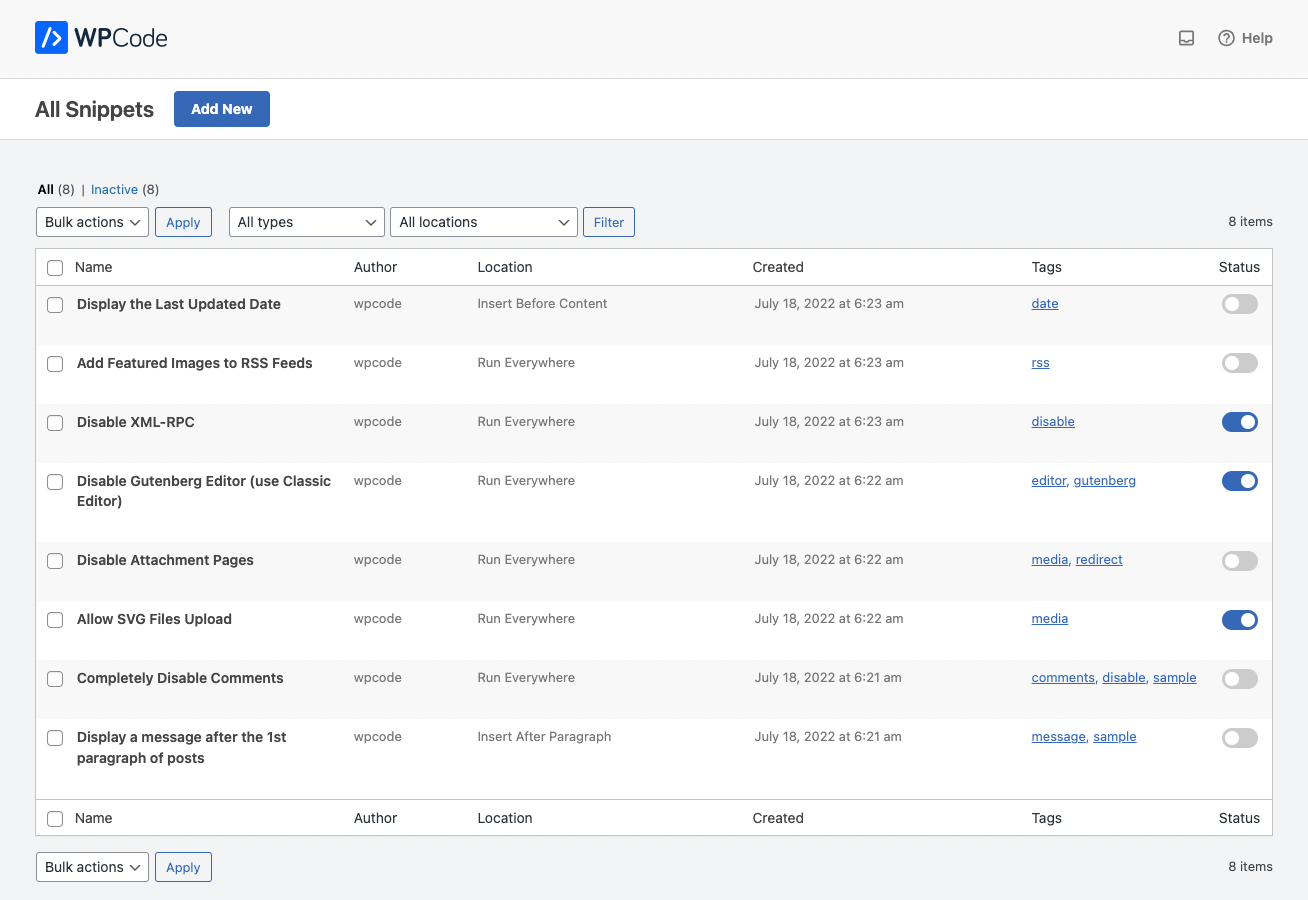 WPCode
Help
All Snippets Add New
All (8) | Inactive (8)
Bulk actions Apply All types All locations Filter 8 items
Name Author Location Created Tags Status
Display the Last Updated Date wpcode Insert Before Content July 18, 2022 at 6:23 am date
Add Featured Images to RSS Feeds wpcode Run Everywhere July 18, 2022 at 6:23 am rss
Disable XML-RPC wpcode Run Everywhere July 18, 2022 at 6:23 am disable
Disable Gutenberg Editor (use Classic wpcode Run Everywhere July 18, 2022 at 6:22 am editor, gutenberg
Editor)
Disable Attachment Pages wpcode Run Everywhere July 18, 2022 at 6:22 am media, redirect
Allow SVG Files Upload wpcode Run Everywhere July 18, 2022 at 6:22 am media
Completely Disable Comments wpcode Run Everywhere July 18, 2022 at 6:21 am comments, disable, sample
Display a message after the 1st wpcode Insert After Paragraph July 18, 2022 at 6:21 am message, sample
paragraph of posts
Name Author Location Created Tags Status
Bulk actions Apply 8 items